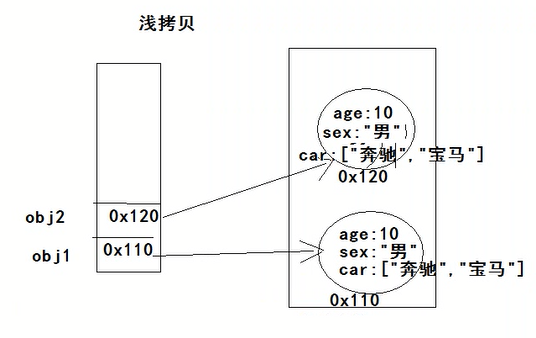 浅拷贝
age:10
sex:"男"
car:["奔驰","宝马"]
0x120
obj2 0x120
obj1 0x110
age:10
sex:"男"
car:["奔驰","宝马"]
0x110